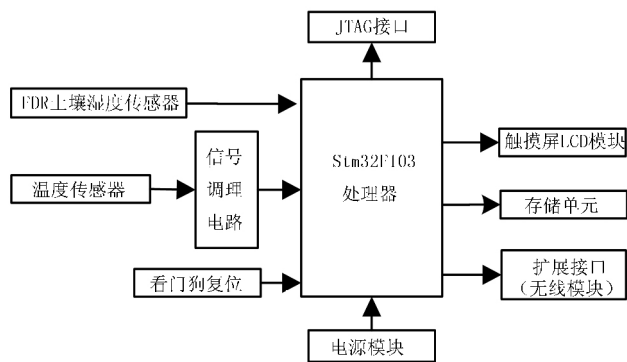 JTAG接口
FDR土壤湿度传感器
信号
调理
电路
温度传感器
看门狗复位
Stm32F103
处理器
触摸屏LCD模块
存储单元
扩展接口
（无线模块）
电源模块